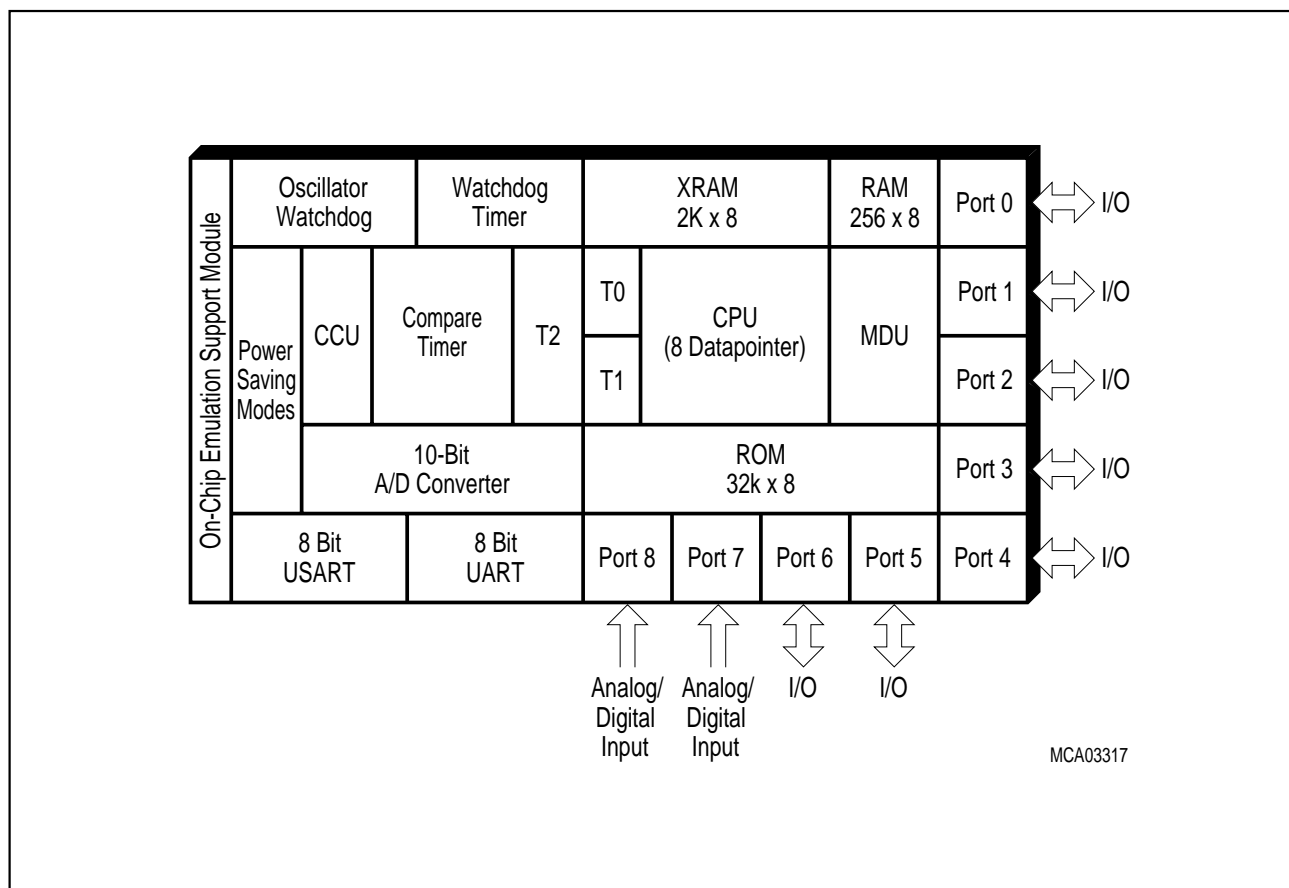 On-Chip Emulation Support Module
Oscillator
Watchdog
Watchdog
Timer
XRAM
2K x 8
RAM
256 x 8
Port 0
I/O
Power
Saving
Modes
CCU
Compare
Timer
T2
T0
T1
CPU
(8 Datapointer)
MDU
Port 1
I/O
Port 2
I/O
10-Bit
A/D Converter
ROM
32k x 8
Port 3
I/O
8 Bit
USART
8 Bit
UART
Port 8
Port 7
Port 6
Port 5
Port 4
I/O
Analog/
Digital
Input
Analog/
Digital
Input
I/O
I/O
MCA03317